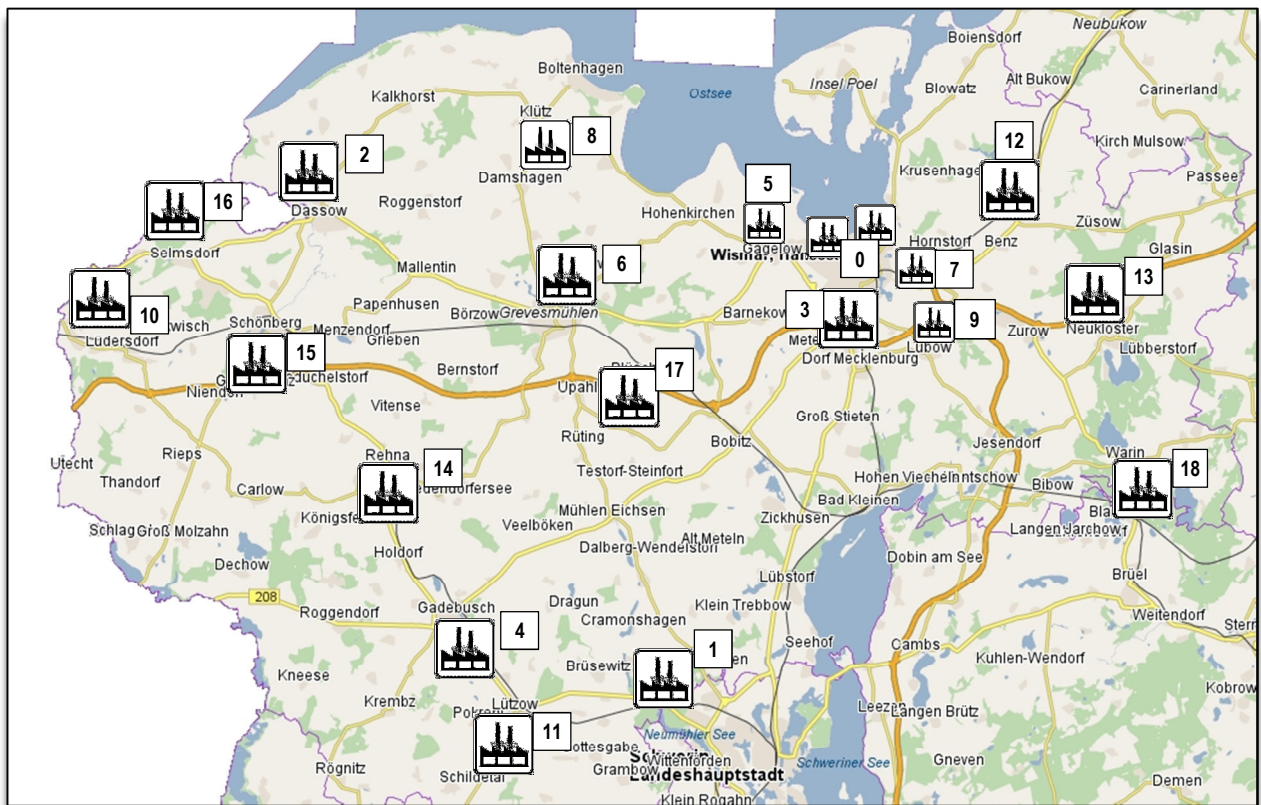 Neubukow
Boiensdorf
Boltenhagen
Alt Bukow
Insel Poel
Blowatz
Carinerland
Kalkhorst
Ostsee
Klütz
8
12
Kirch Mulsow
2
Krusenhage
Passee
Damshagen
5
16
Roggenstorf
Hohenkirchen
Dassow
Züsow
Hornstorf
Benz
Glasin
Selmsdorf
Gägelow
0
7
6
Mallentin
13
10
Papenhusen
Börzow
Grevesmühlen
Barnekow
3
9
Schönberg
Menzendorf
Zurow
Neukloster
Lüdersdorf
Grieben
Lübow
Lübberstorf
15
Dorf Mecklenburg
Bernstorf
17
Upahl
Vitense
Groß Stieten
Rüting
Bobitz
Jesendorf
Rieps
Rehna
Warin
Utecht
14
Testorf-Steinfort
18
Thandorf
Carlow
Hohen Viecheln
Bibow
Bad Kleinen
Mühlen Eichsen
Zickhusen
Veelböken
Schlag
Groß Molzahn
Langen Jarchow
Alt Meteln
Holdorf
Dalberg-Wendelstorf
Dobin am See
Dechow
Lübstorf
Brüel
208
Roggendorf
Gadebusch
Dragun
Klein Trebbow
Weitendorf
Cramonshagen
4
Seehof
Cambs
1
Kuhlen-Wendorf
Brüsewitz
Kneese
Kobrow
Krembz
Lützow
Leezen
Langen Brütz
11
Neumühler See
Gneven
Wittenförden
Schweriner See
Rögnitz
Grambow
Landeshauptstadt
Demen
Klein Rogahn